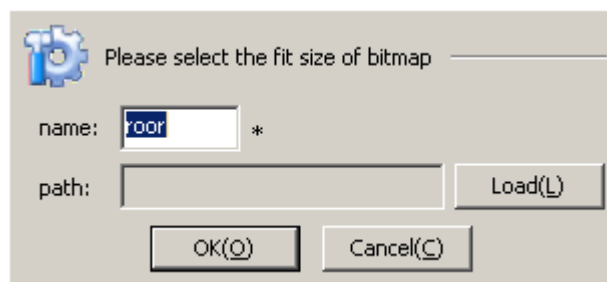 Please select the fit size of bitmap
name: roor *
path: Load(L)
OK(O) Cancel(C)